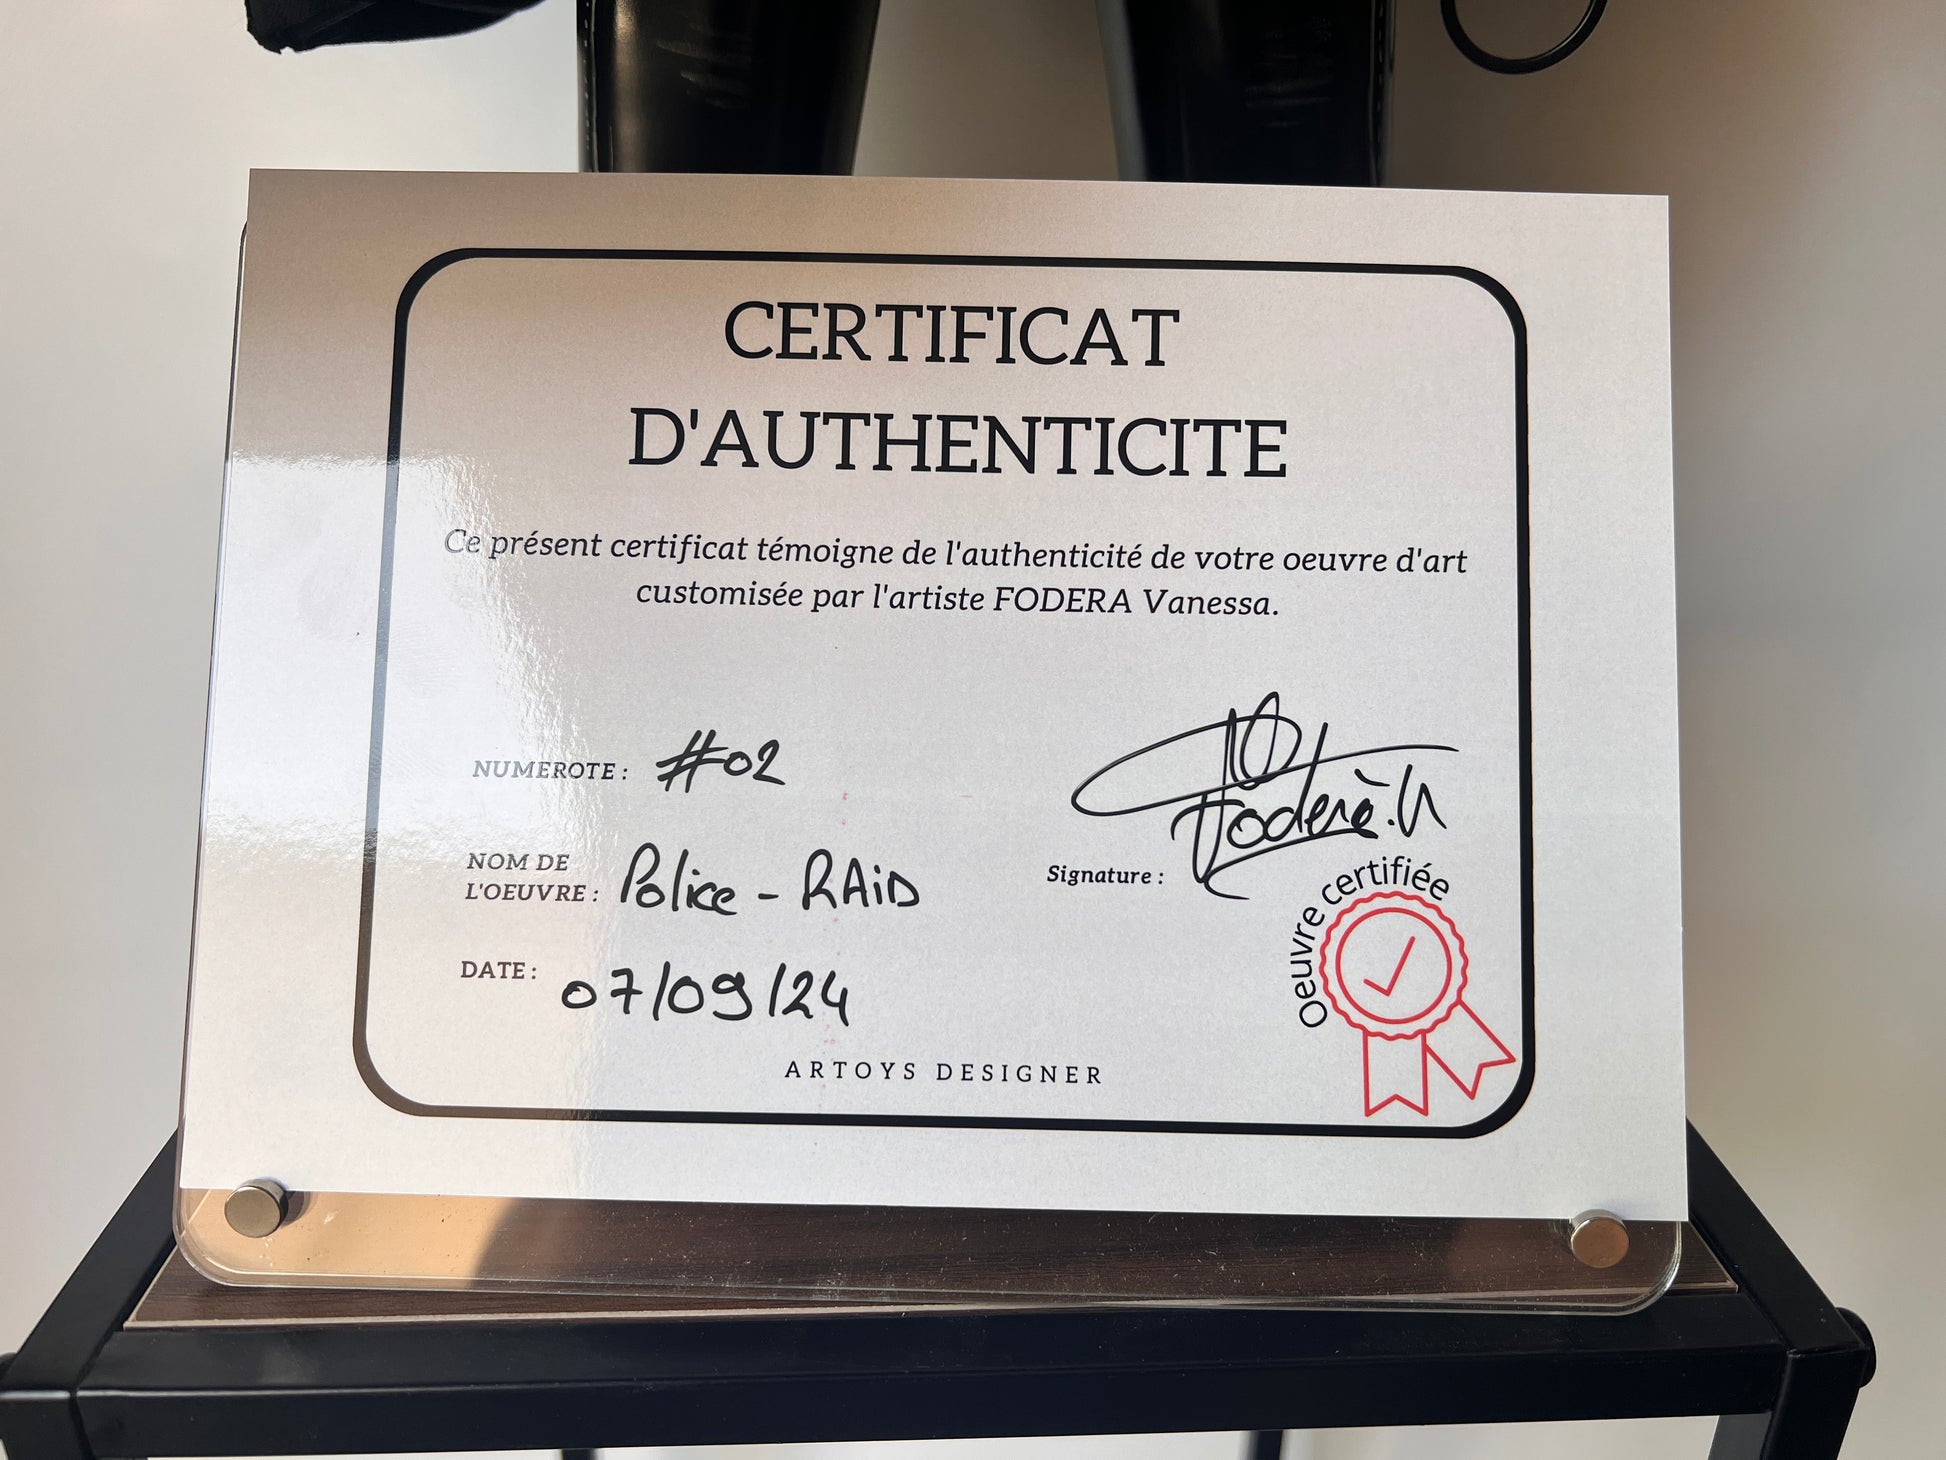 CERTIFICAT
D'AUTHENTICITE
Ce présent certificat témoigne de l'authenticité de votre oeuvre d'art
customisée par l'artiste FODERA Vanessa.
NUMEROTE : #02
NOM DE
L'OEUVRE : Police - RAiD
DATE : 07/09/24
Signature :
Oeuvre certifiée
ARTOYS DESIGNER